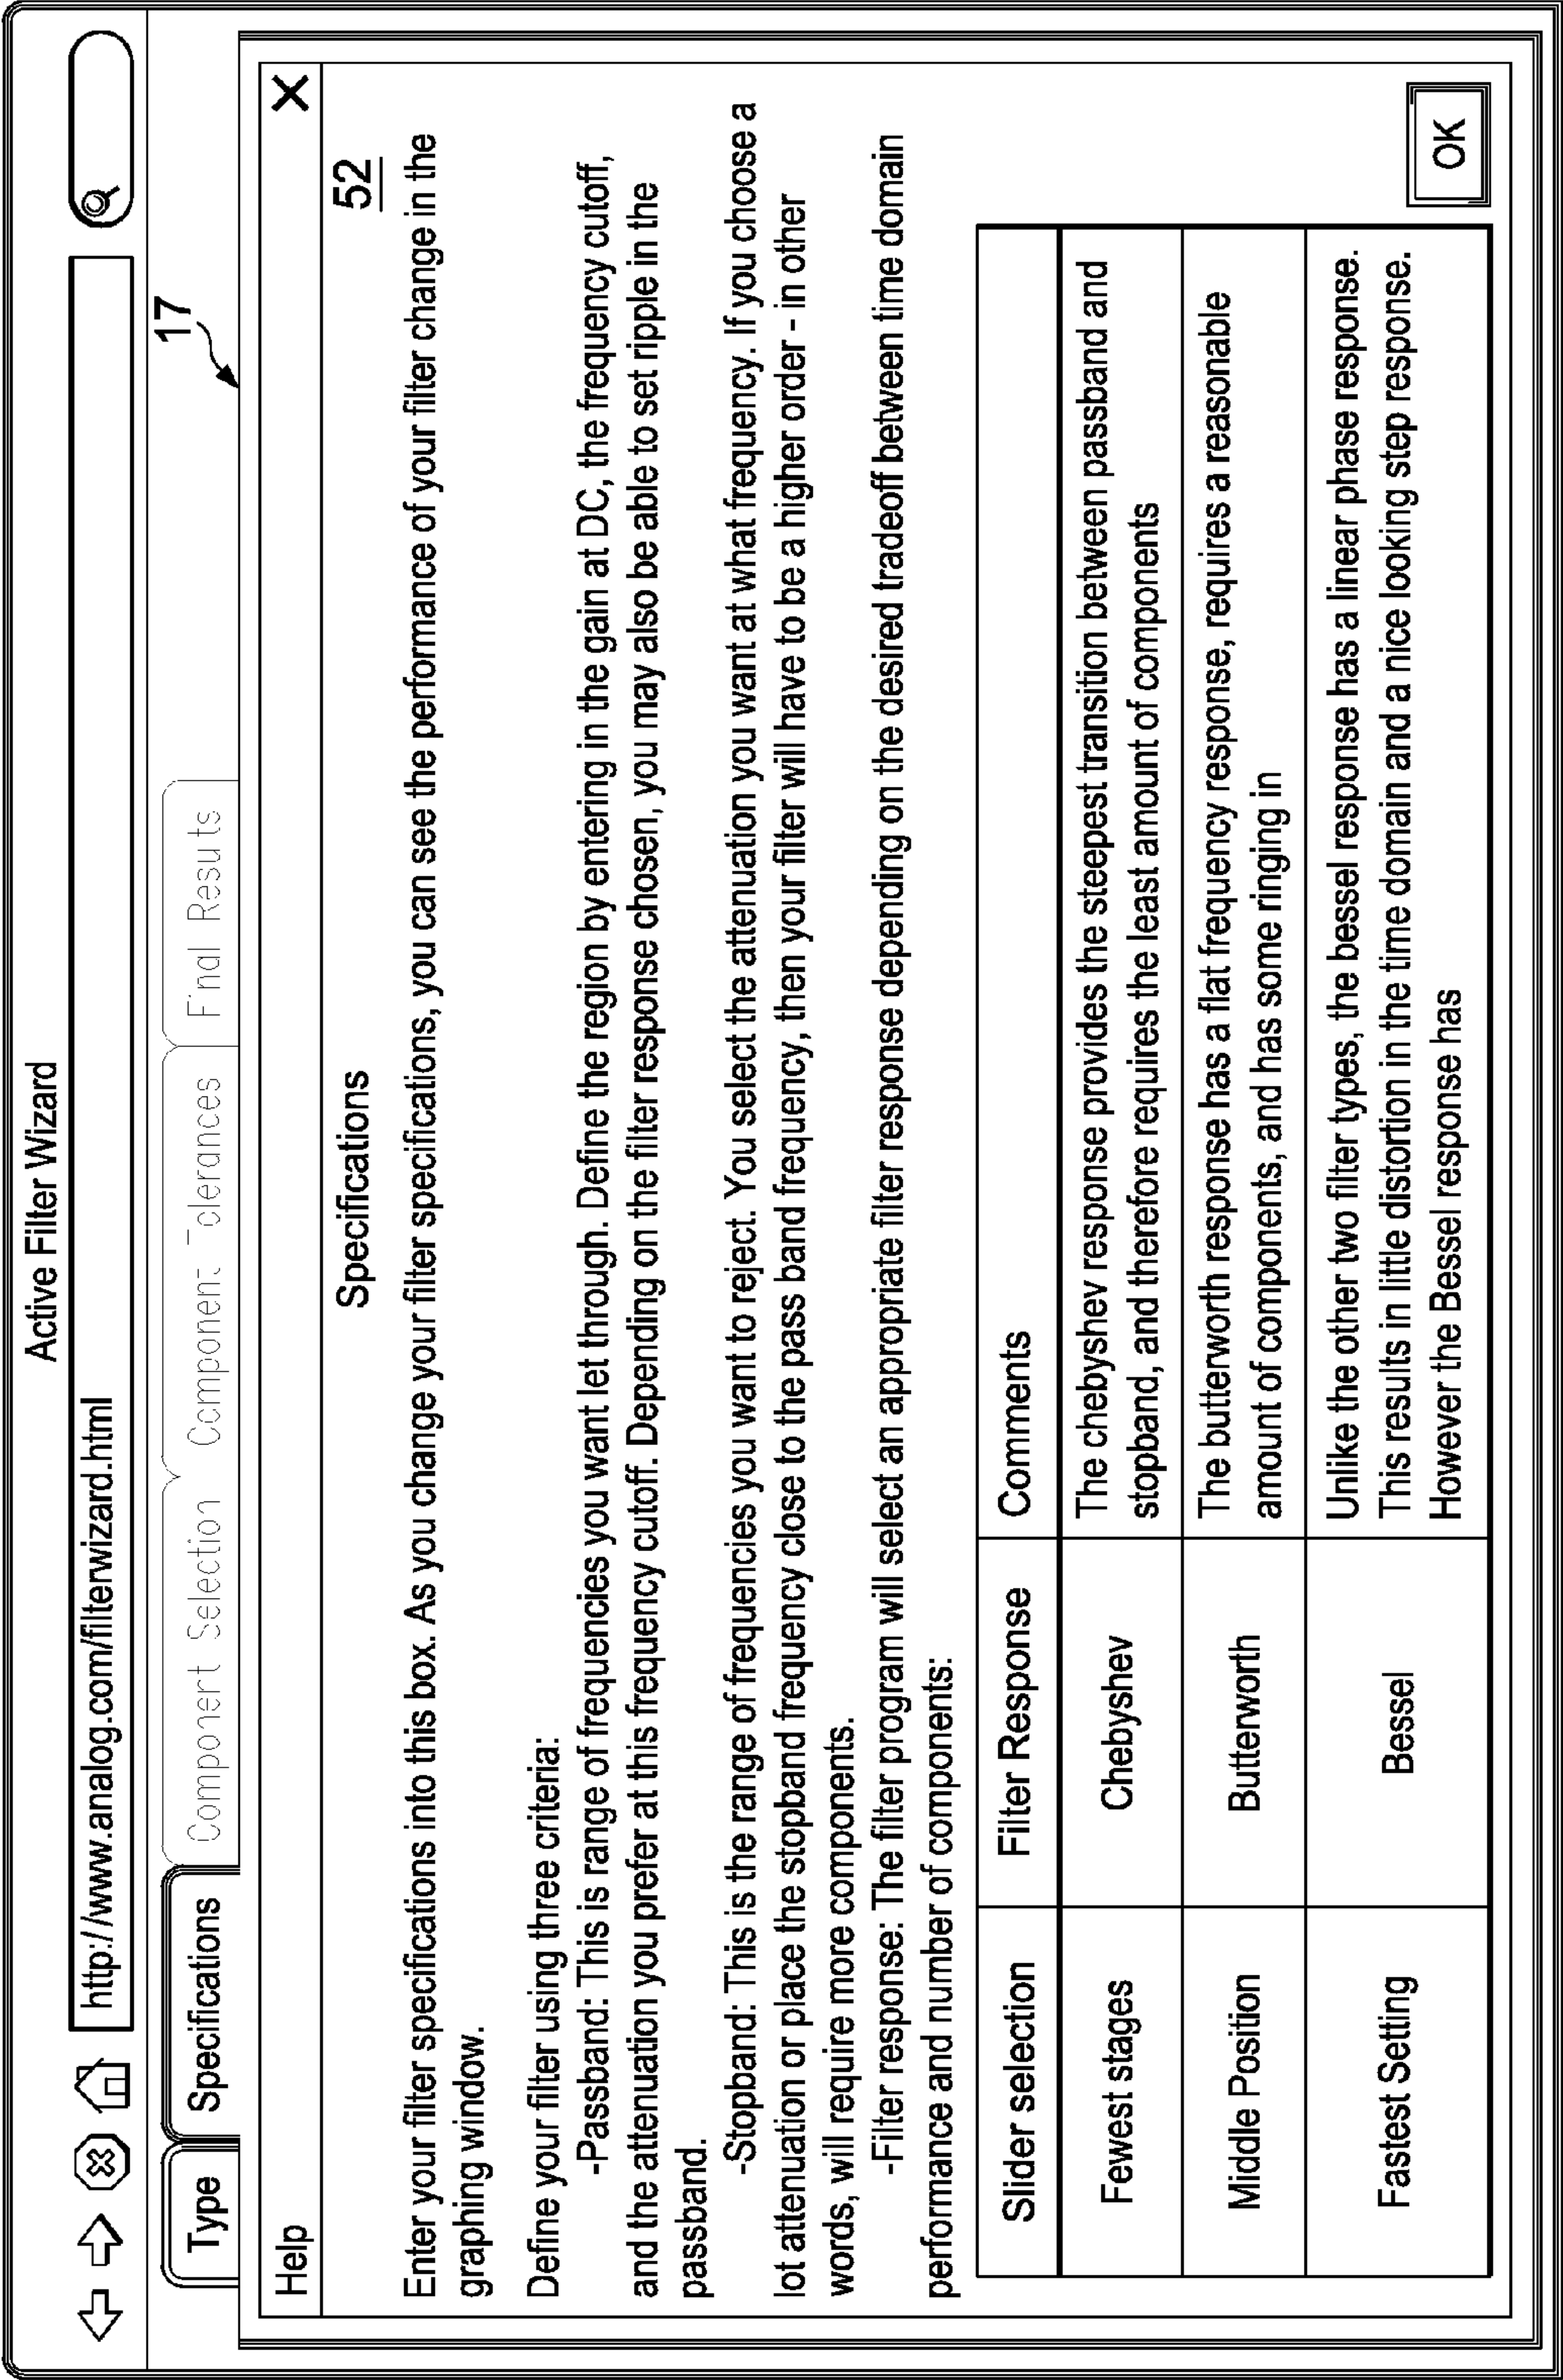 Active Filter Wizard
http://www.analog.com/filterwizard.html
17
Type
Specifications
Component Selection
Component Tolerances
Final Results
Help
X
Specifications
52
Enter your filter specifications into this box. As you change your filter specifications, you can see the performance of your filter change in the
graphing window.
Define your filter using three criteria:
-Passband: This is range of frequencies you want let through. Define the region by entering in the gain at DC, the frequency cutoff,
and the attenuation you prefer at this frequency cutoff. Depending on the filter response chosen, you may also be able to set ripple in the
passband.
-Stopband: This is the range of frequencies you want to reject. You select the attenuation you want at what frequency. If you choose a
lot attenuation or place the stopband frequency close to the pass band frequency, then your filter will have to be a higher order - in other
words, will require more components.
-Filter response: The filter program will select an appropriate filter response depending on the desired tradeoff between time domain
performance and number of components:
Slider selection
Filter Response
Comments
Fewest stages
Chebyshev
The chebyshev response provides the steepest transition between passband and
stopband, and therefore requires the least amount of components
Middle Position
Butterworth
The butterworth response has a flat frequency response, requires a reasonable
amount of components, and has some ringing in
Fastest Setting
Bessel
Unlike the other two filter types, the bessel response has a linear phase response.
This results in little distortion in the time domain and a nice looking step response.
However the Bessel response has
OK